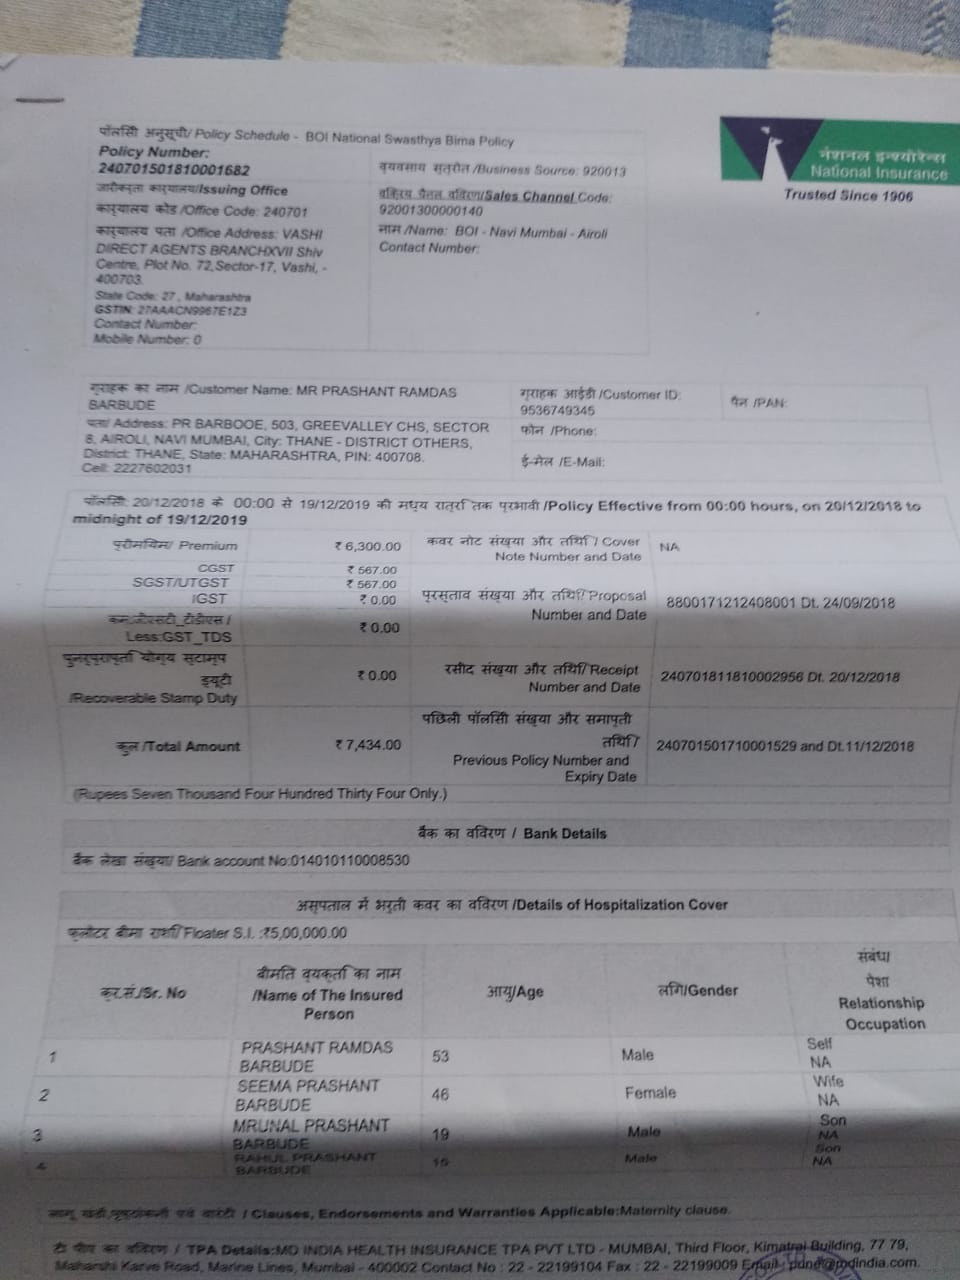 पॉलिसी अनुसूची/ Policy Schedule - BOI National Swasthya Bima Policy
Policy Number:
240701501810001682
व्यवसाय स्त्रोत /Business Source: 920013
जारीकर्ता कार्यालय/Issuing Office
कार्यालय कोड /Office Code: 240701
कार्यालय पता /Office Address: VASHI
DIRECT AGENTS BRANCHXVII Shiv
Centre, Plot No. 72,Sector-17, Vashi, -
400703.
State Code: 27 , Maharashtra
GSTIN: 27AAACN9967E1Z3
Contact Number:
Mobile Number: 0
विक्रय चैनल विवरण/Sales Channel Code:
92001300000140
नाम /Name: BOI - Navi Mumbai - Airoli
Contact Number:
नेशनल इन्श्योरेन्स
National Insurance
Trusted Since 1906
ग्राहक का नाम /Customer Name: MR PRASHANT RAMDAS
BARBUDE
पता/ Address: PR BARBOOE, 503, GREEVALLEY CHS, SECTOR
8, AIROLI, NAVI MUMBAI, City: THANE - DISTRICT OTHERS,
District: THANE, State: MAHARASHTRA, PIN: 400708.
Cell: 2227602031
ग्राहक आईडी /Customer ID:
9536749345
पैन /PAN:
फोन /Phone:
ई-मेल /E-Mail:
पॉलिसी: 20/12/2018 के 00:00 से 19/12/2019 की मध्य रात्रि तक प्रभावी /Policy Effective from 00:00 hours, on 20/12/2018 to
midnight of 19/12/2019
प्रीमियम/ Premium ₹ 6,300.00
CGST ₹ 567.00
SGST/UTGST ₹ 567.00
IGST ₹ 0.00
कम:जीएसटी_टीडीएस /
Less:GST_TDS ₹ 0.00
पुनर्प्राप्ति योग्य स्टाम्प
ड्यूटी
/Recoverable Stamp Duty ₹ 0.00
कुल /Total Amount ₹ 7,434.00
कवर नोट संख्या और तिथि / Cover
Note Number and Date NA
प्रस्ताव संख्या और तिथि/ Proposal
Number and Date 8800171212408001 Dt. 24/09/2018
रसीद संख्या और तिथि/ Receipt
Number and Date 240701811810002956 Dt. 20/12/2018
पिछली पॉलिसी संख्या और समाप्ती
तिथि /
Previous Policy Number and
Expiry Date 240701501710001529 and Dt.11/12/2018
(Rupees Seven Thousand Four Hundred Thirty Four Only.)
बैंक का विवरण / Bank Details
बैंक लेखा संख्या/ Bank account No:014010110008530
अस्पताल में भर्ती कवर का विवरण /Details of Hospitalization Cover
फ्लोटर बीमा राशि/ Floater S.I. :₹5,00,000.00
क्र.सं./Sr. No
बीमित व्यक्ति का नाम
/Name of The Insured
Person
आयु/Age
लिंग/Gender
संबंध/
पेशा
Relationship
Occupation
1 PRASHANT RAMDAS
BARBUDE 53 Male Self
NA
2 SEEMA PRASHANT
BARBUDE 46 Female Wife
NA
3 MRUNAL PRASHANT
BARBUDE 19 Male Son
NA
4 RAHUL PRASHANT
BARBUDE Male Son
NA
लागू खंड,पृष्ठांकनों एवं वारंटी / Clauses, Endorsements and Warranties Applicable:Maternity clause.
टी पीए का विवरण / TPA Details:MD INDIA HEALTH INSURANCE TPA PVT LTD - MUMBAI, Third Floor, Kimatrai Building, 77 79,
Maharshi Karve Road, Marine Lines, Mumbai - 400002 Contact No : 22 - 22199104 Fax : 22 - 22199009 Email